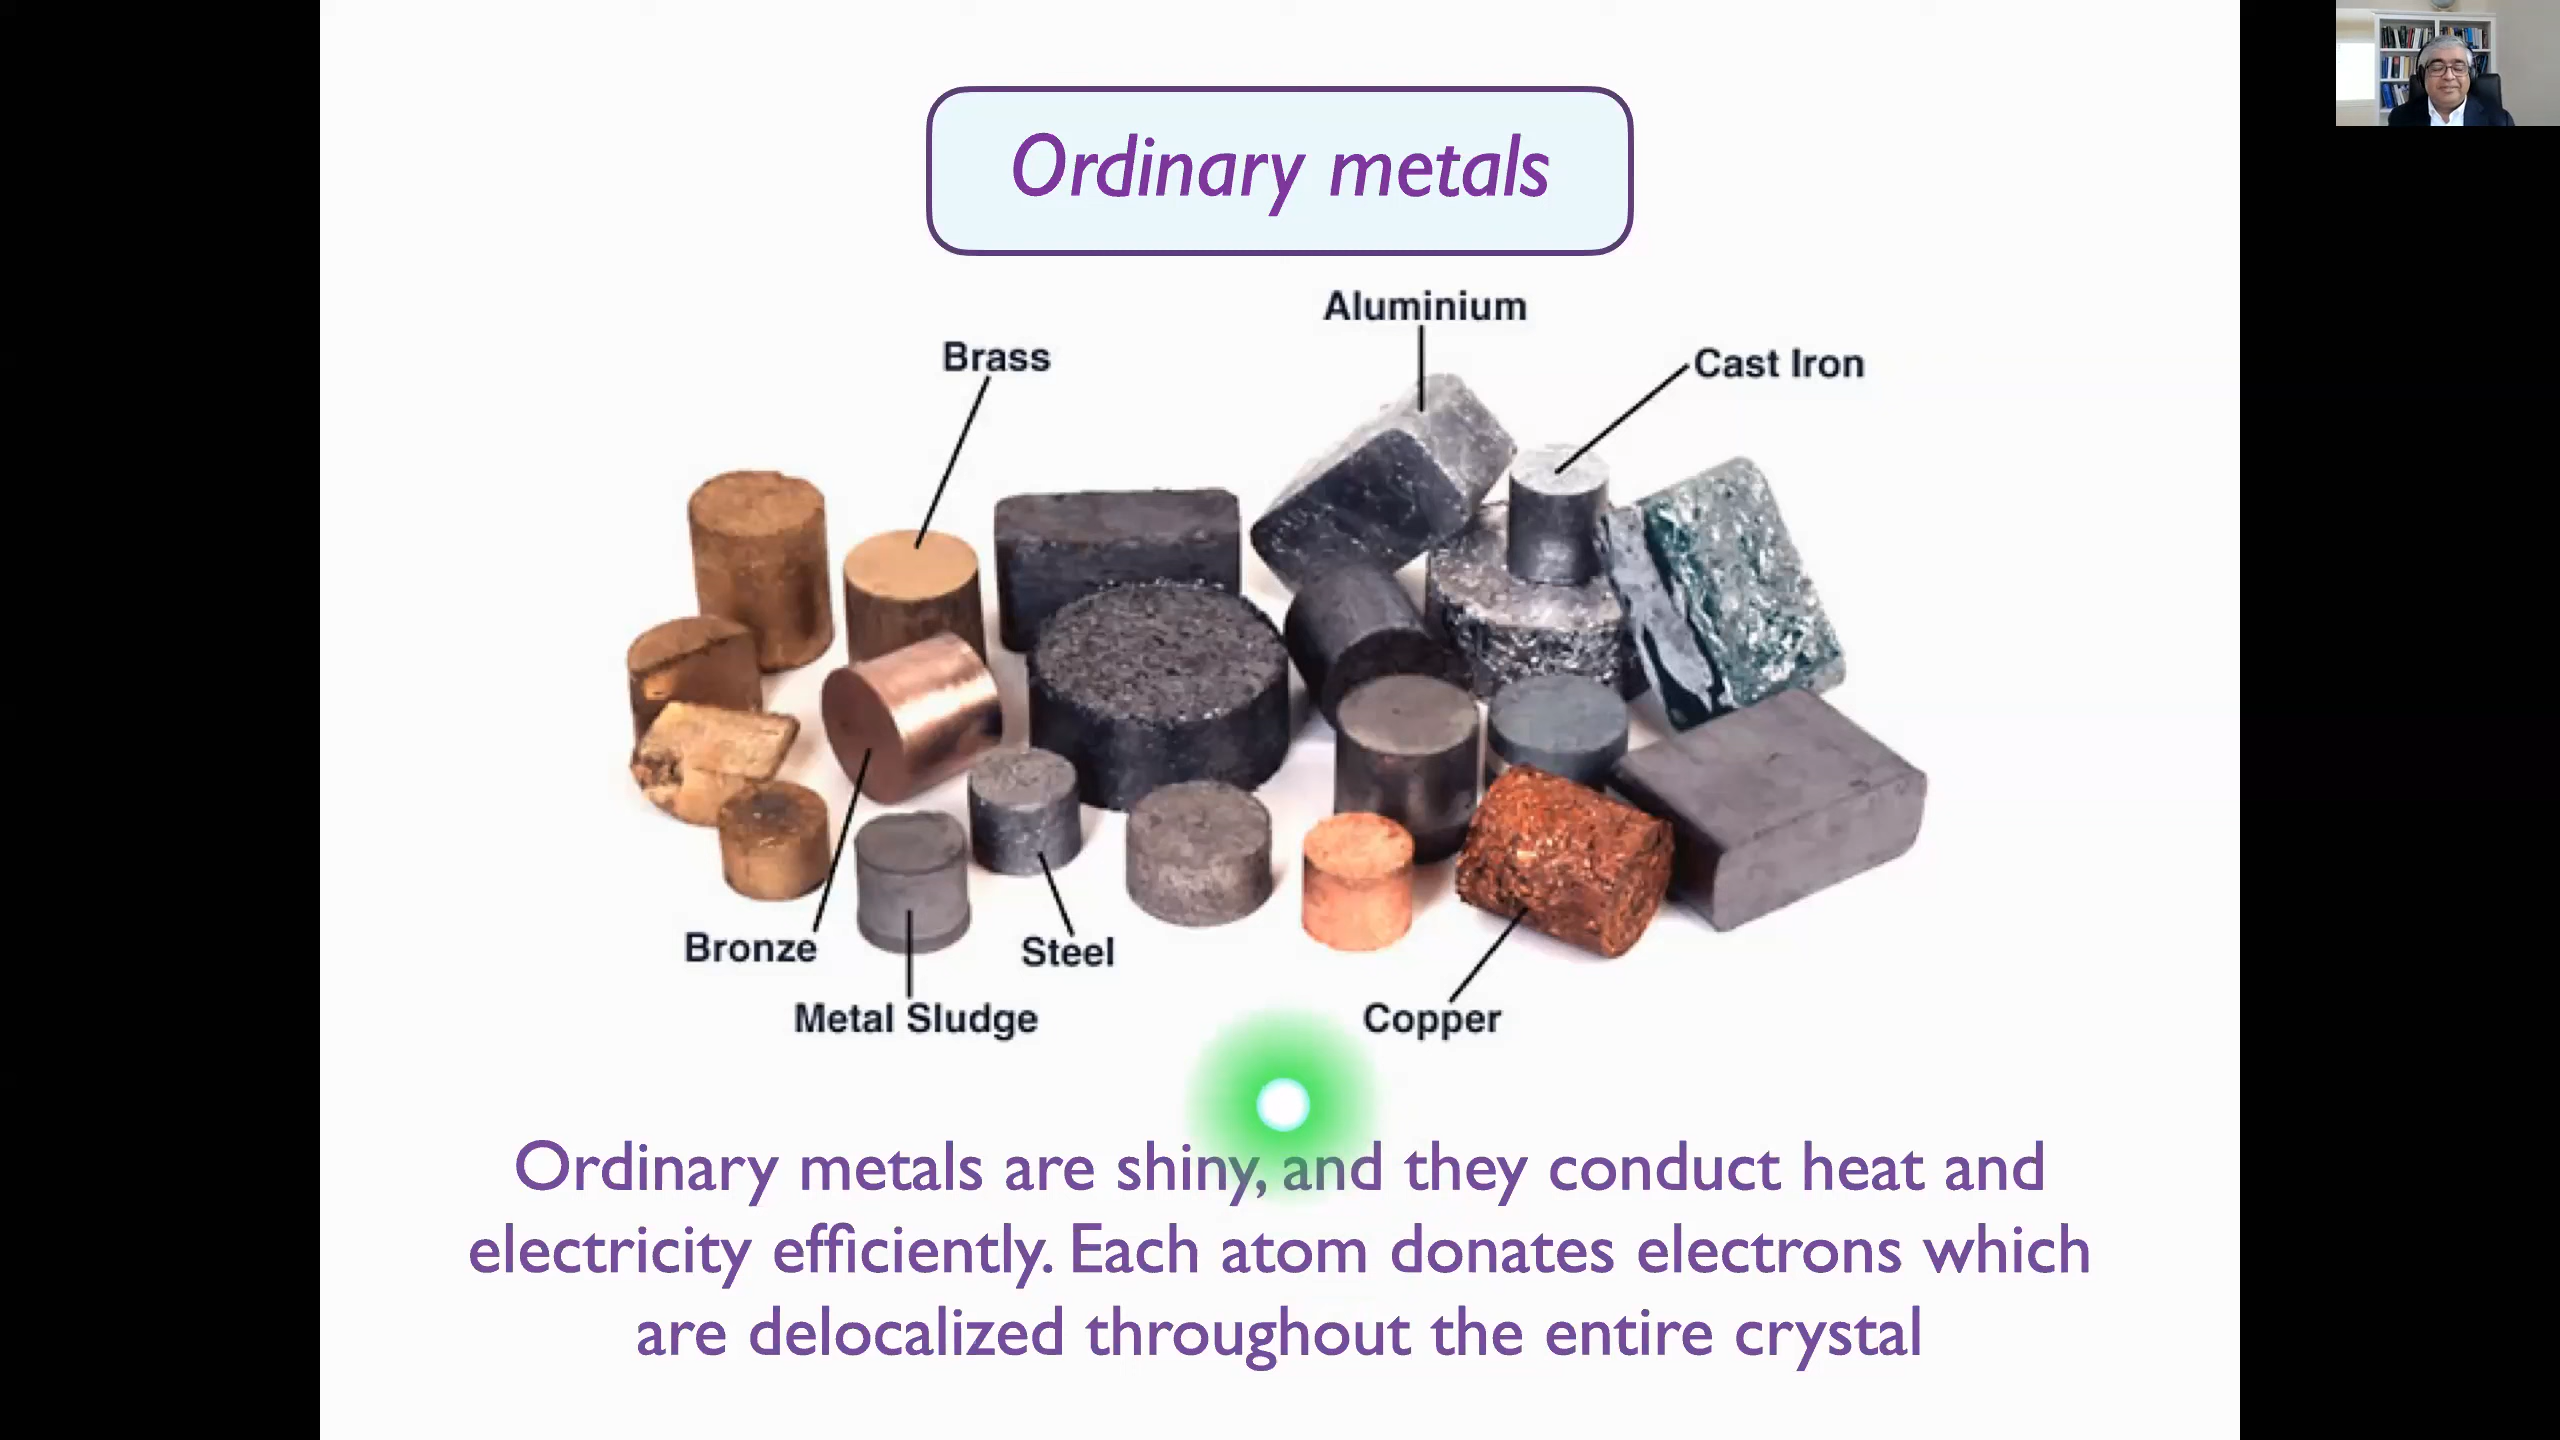 Ordinary metals
Aluminium
Brass
Cast Iron
Bronze
Steel
Metal Sludge
Copper
Ordinary metals are shiny, and they conduct heat and
electricity efficiently. Each atom donates electrons which
are delocalized throughout the entire crystal